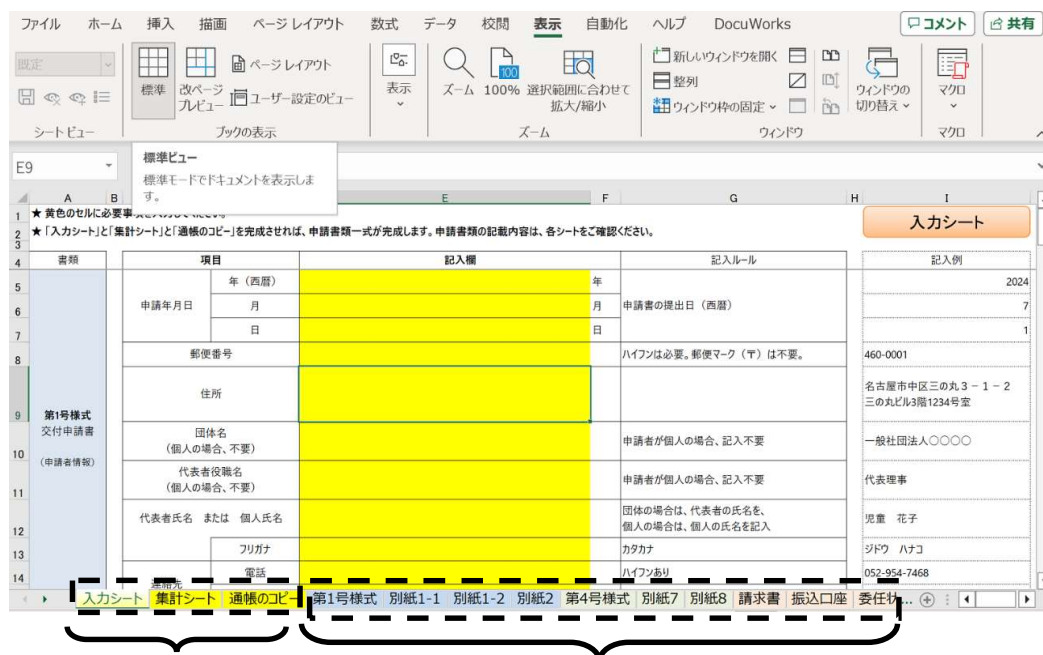 ファイル ホーム 挿入 描画 ページ レイアウト 数式 データ 校閲 表示 自動化 ヘルプ DocuWorks コメント 共有
既定
標準
改ページ
プレビュー
ページ レイアウト
ユーザー設定のビュー
表示
ズーム
100%
100
選択範囲に合わせて
拡大/縮小
新しいウィンドウを開く
整列
ウィンドウ枠の固定
ウィンドウの
切り替え
マクロ
シート ビュー ブックの表示 ズーム ウィンドウ マクロ
E9
標準ビュー
標準モードでドキュメントを表示しま
す。
A B E F G H I
1 ★ 黄色のセルに必要事
2 ★「入力シート」と「集計シート」と「通帳のコピー」を完成させれば、申請書類一式が完成します。申請書類の記載内容は、各シートをご確認ください。
入力シート
3
4 書類 項目 記入欄 記入ルール 記入例
5 年（西暦） 年 2024
6 申請年月日 月 月 申請書の提出日（西暦） 7
7 日 日 1
8 郵便番号 ハイフンは必要。郵便マーク（〒）は不要。 460-0001
9 住所 名古屋市中区三の丸３－１－２
三の丸ビル3階1234号室
第1号様式
交付申請書
（申請者情報）
10 団体名
（個人の場合、不要） 申請者が個人の場合、記入不要 一般社団法人○○○○
11 代表者役職名
（個人の場合、不要） 申請者が個人の場合、記入不要 代表理事
12 代表者氏名 または 個人氏名 団体の場合は、代表者の氏名を、
個人の場合は、個人の氏名を記入 児童 花子
13 フリガナ カタカナ ジドウ ハナコ
14 連絡先 電話 ハイフンあり 052-954-7468
入力シート 集計シート 通帳のコピー 第1号様式 別紙1-1 別紙1-2 別紙2 第4号様式 別紙7 別紙8 請求書 振込口座 委任状...